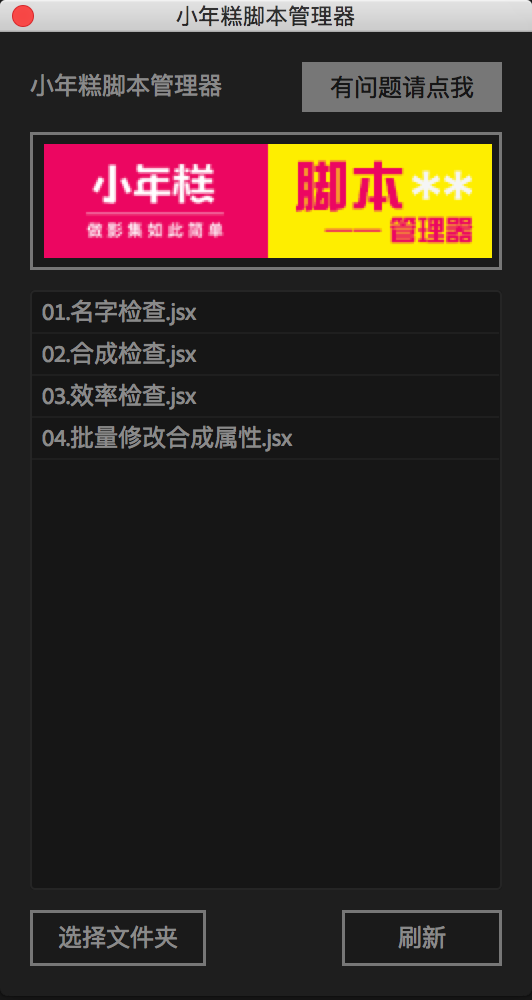 小年糕脚本管理器
小年糕脚本管理器
有问题请点我
小年糕
做影集如此简单
脚本**
—— 管理器
01.名字检查.jsx
02.合成检查.jsx
03.效率检查.jsx
04.批量修改合成属性.jsx
选择文件夹
刷新